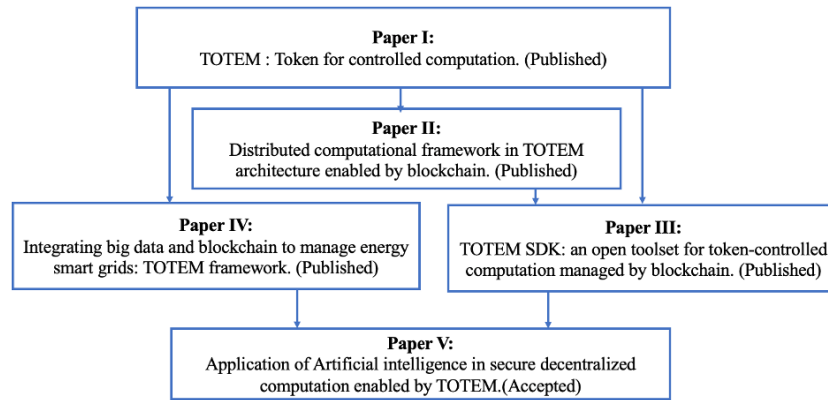 Paper I:
TOTEM : Token for controlled computation. (Published)
Paper II:
Distributed computational framework in TOTEM
architecture enabled by blockchain. (Published)
Paper IV:
Integrating big data and blockchain to manage energy
smart grids: TOTEM framework. (Published)
Paper III:
TOTEM SDK: an open toolset for token-controlled
computation managed by blockchain. (Published)
Paper V:
Application of Artificial intelligence in secure decentralized
computation enabled by TOTEM.(Accepted)